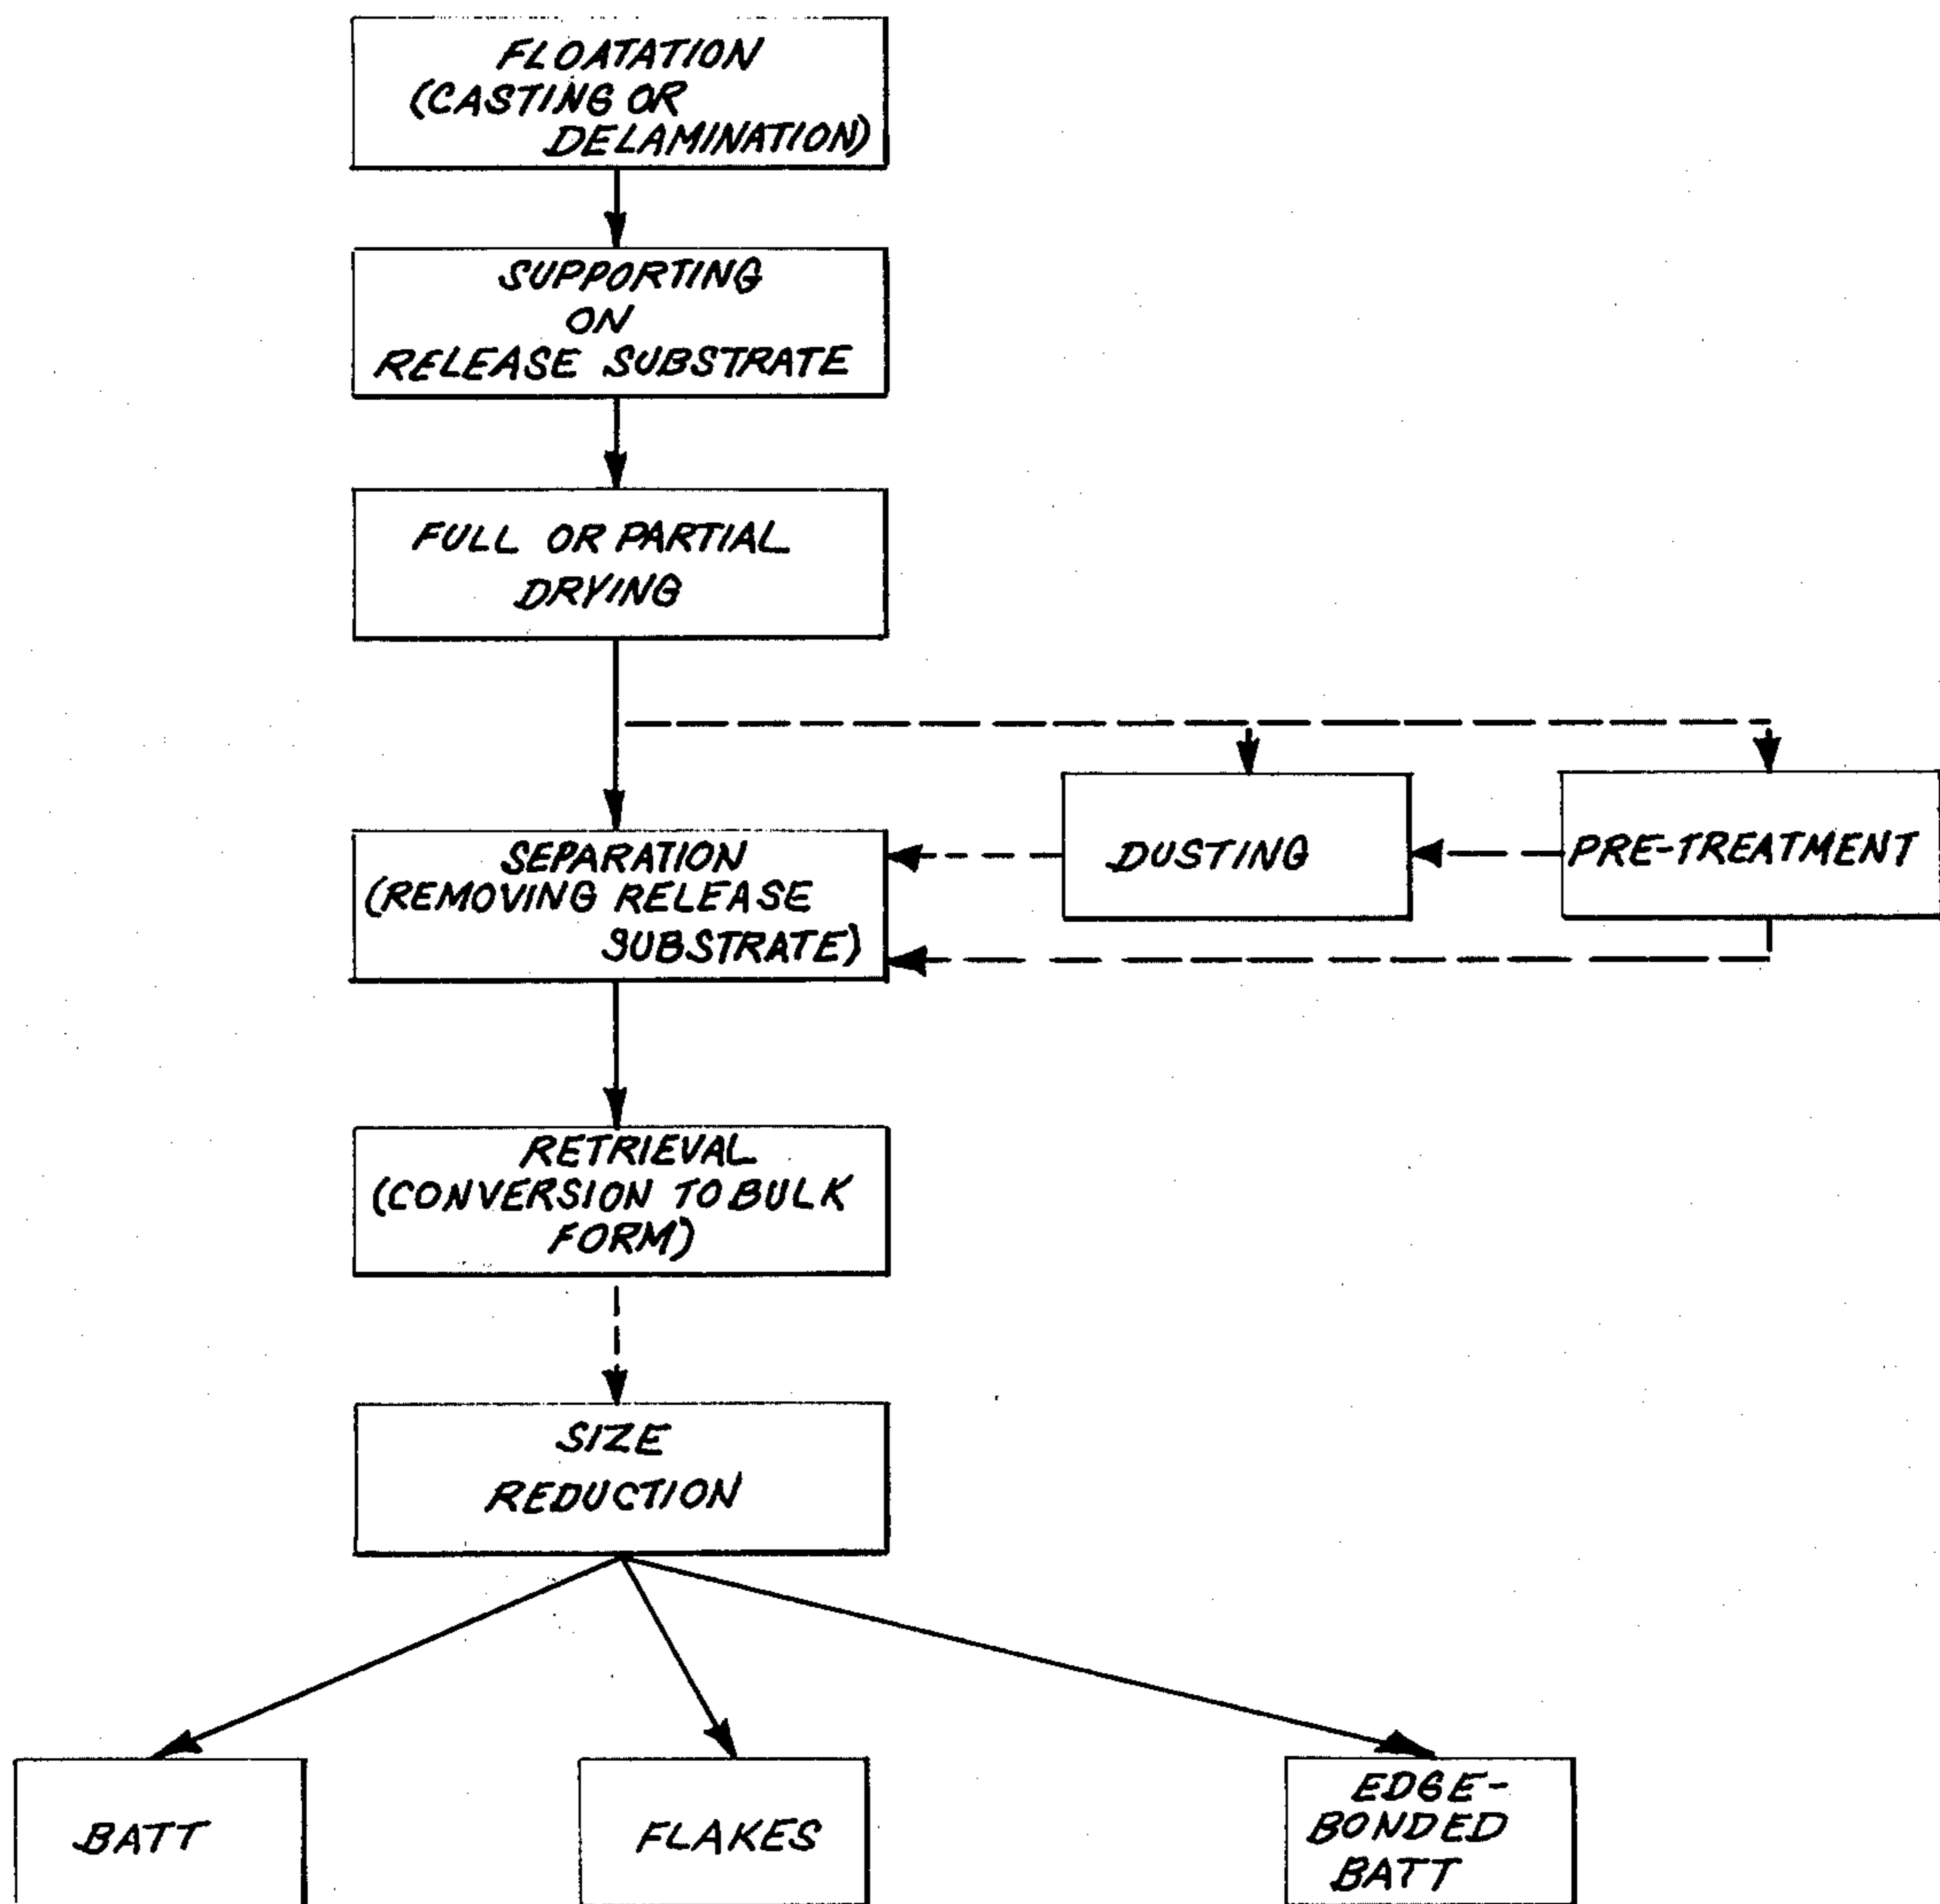 FLOATATION
(CASTING OR
DELAMINATION)
SUPPORTING
ON
RELEASE SUBSTRATE
FULL OR PARTIAL
DRYING
SEPARATION
(REMOVING RELEASE
SUBSTRATE)
DUSTING
PRE-TREATMENT
RETRIEVAL
(CONVERSION TO BULK
FORM)
SIZE
REDUCTION
BATT
FLAKES
EDGE-
BONDED
BATT